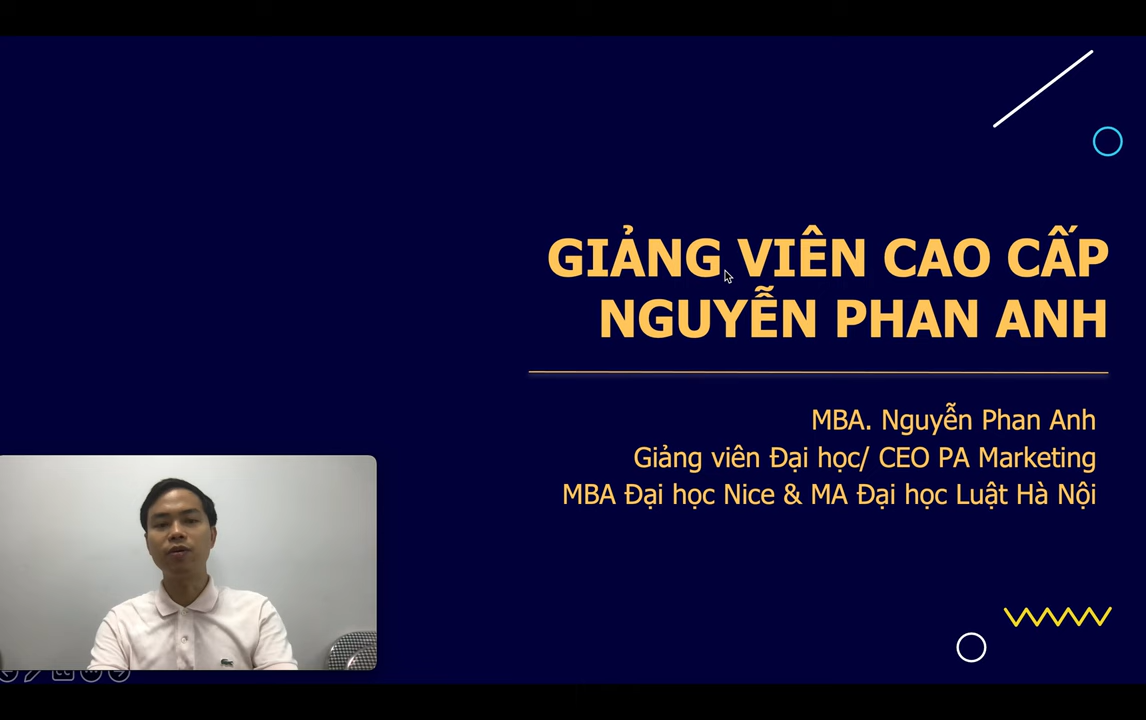 GIẢNG VIÊN CAO CẤP
NGUYỄN PHAN ANH
MBA. Nguyễn Phan Anh
Giảng viên Đại học/ CEO PA Marketing
MBA Đại học Nice & MA Đại học Luật Hà Nội